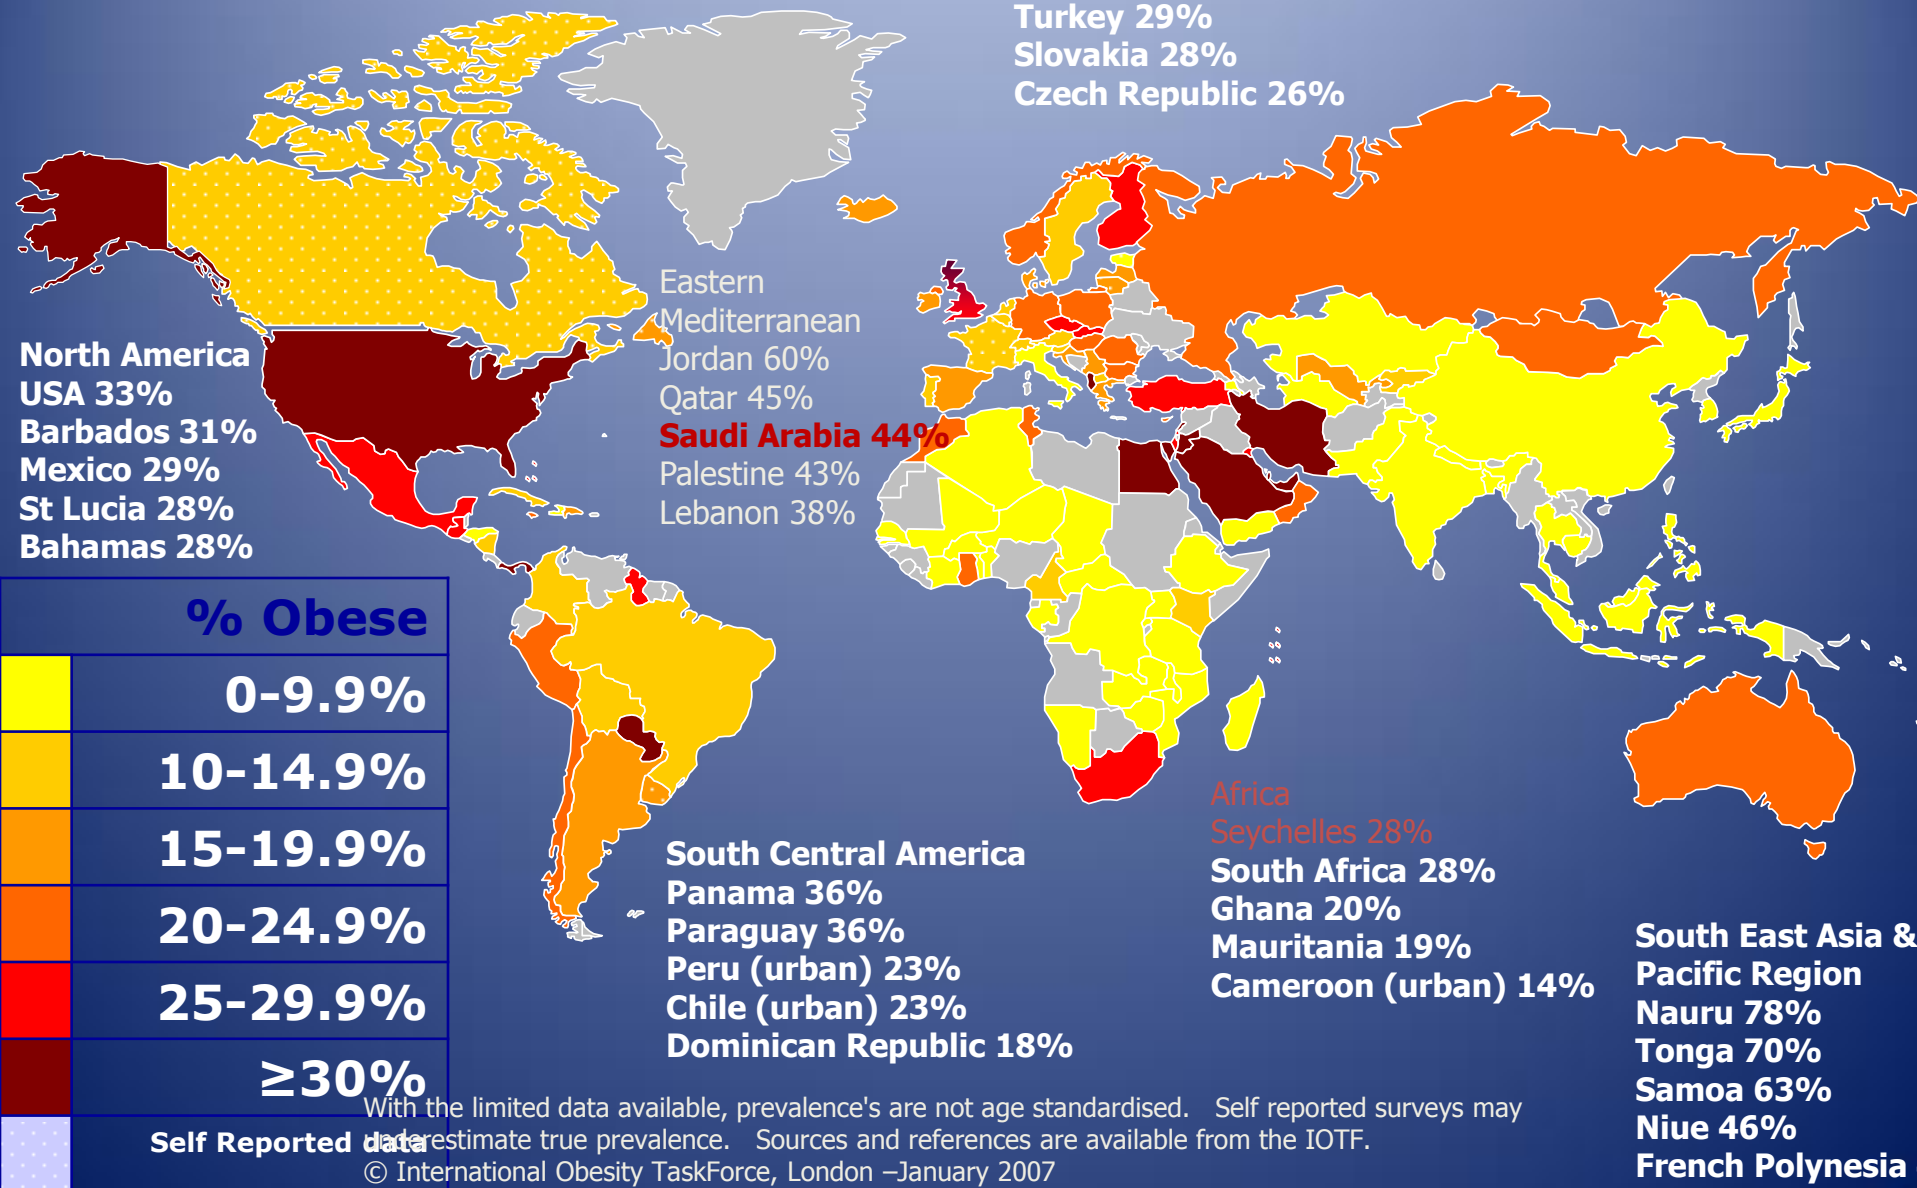 Turkey 29%
Slovakia 28%
Czech Republic 26%
Eastern
Mediterranean
Jordan 60%
Qatar 45%
Saudi Arabia 44%
Palestine 43%
Lebanon 38%
North America
USA 33%
Barbados 31%
Mexico 29%
St Lucia 28%
Bahamas 28%
% Obese
0-9.9%
10-14.9%
15-19.9%
20-24.9%
25-29.9%
≥30%
Self Reported data
South Central America
Panama 36%
Paraguay 36%
Peru (urban) 23%
Chile (urban) 23%
Dominican Republic 18%
Africa
Seychelles 28%
South Africa 28%
Ghana 20%
Mauritania 19%
Cameroon (urban) 14%
South East Asia &
Pacific Region
Nauru 78%
Tonga 70%
Samoa 63%
Niue 46%
French Polynesia
With the limited data available, prevalence's are not age standardised. Self reported surveys may
underestimate true prevalence. Sources and references are available from the IOTF.
© International Obesity TaskForce, London –January 2007